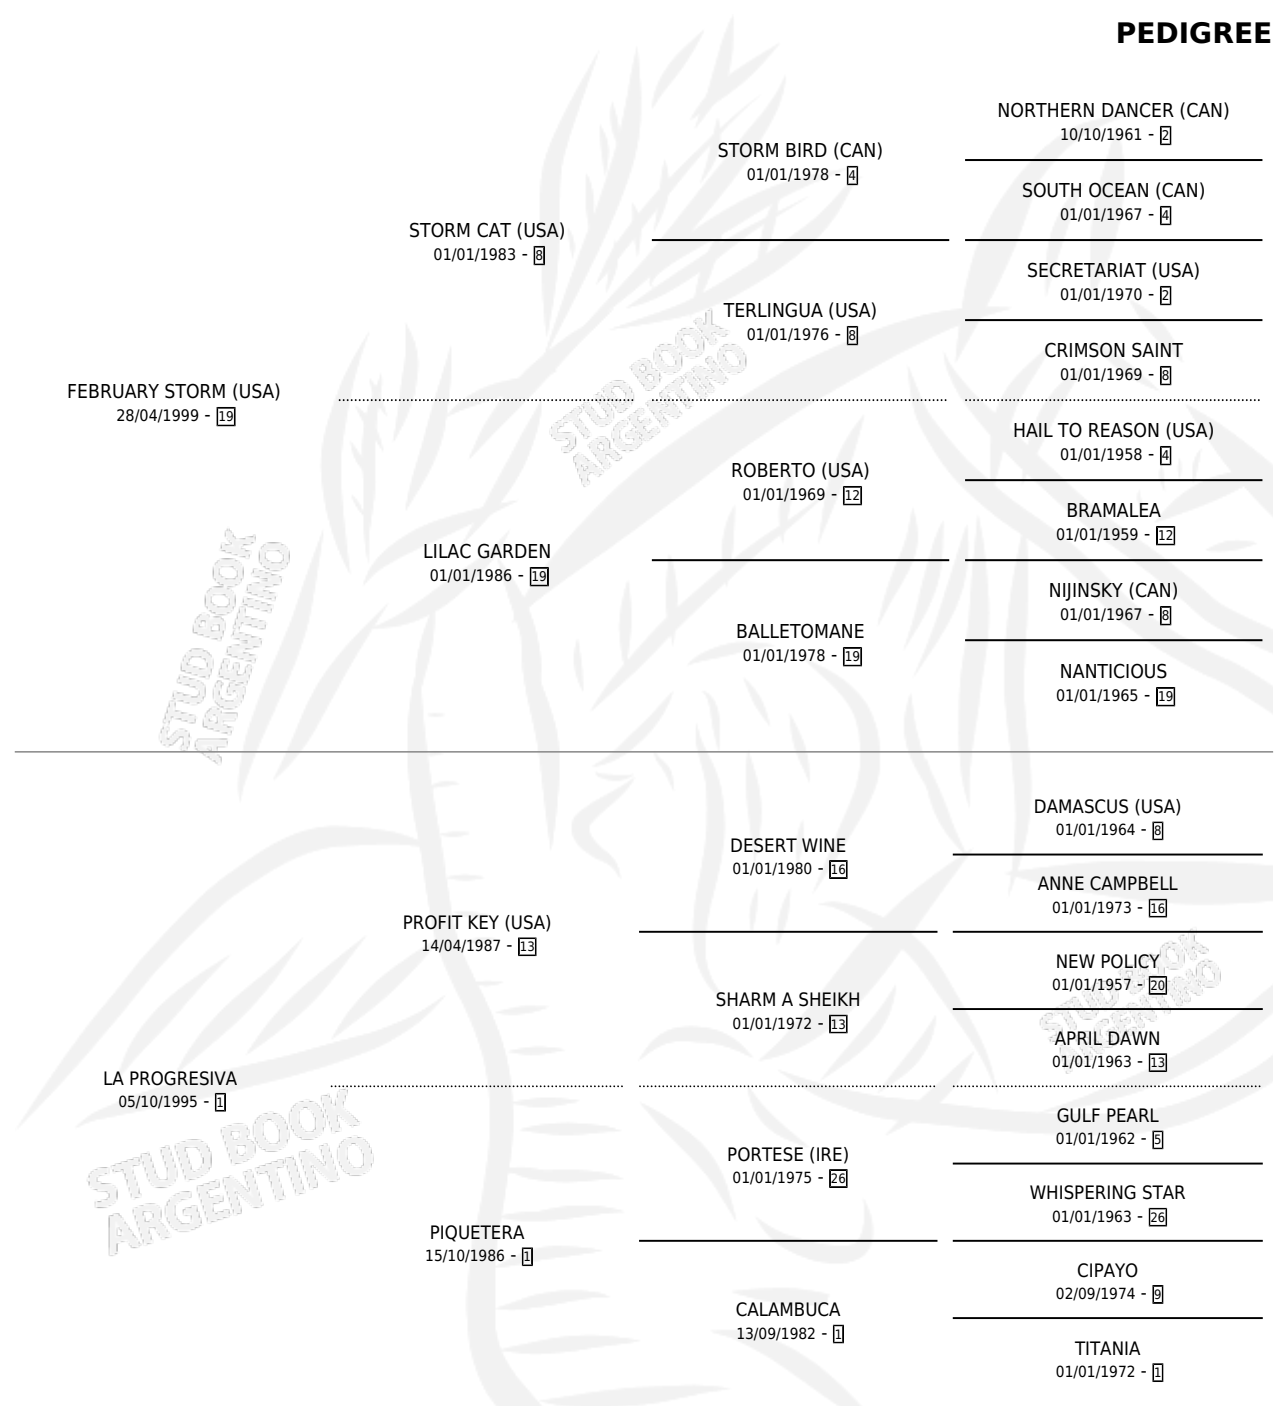 PEDIGREE
NORTHERN DANCER (CAN)
10/10/1961 - 2
STORM BIRD (CAN)
01/01/1978 - 4
SOUTH OCEAN (CAN)
01/01/1967 - 4
STORM CAT (USA)
01/01/1983 - 8
SECRETARIAT (USA)
01/01/1970 - 2
TERLINGUA (USA)
01/01/1976 - 8
CRIMSON SAINT
01/01/1969 - 8
FEBRUARY STORM (USA)
28/04/1999 - 19
HAIL TO REASON (USA)
01/01/1958 - 4
ROBERTO (USA)
01/01/1969 - 12
BRAMALEA
01/01/1959 - 12
LILAC GARDEN
01/01/1986 - 19
NIJINSKY (CAN)
01/01/1967 - 8
BALLETOMANE
01/01/1978 - 19
NANTICIOUS
01/01/1965 - 19
DAMASCUS (USA)
01/01/1964 - 8
DESERT WINE
01/01/1980 - 16
ANNE CAMPBELL
01/01/1973 - 16
PROFIT KEY (USA)
14/04/1987 - 13
NEW POLICY
01/01/1957 - 20
SHARM A SHEIKH
01/01/1972 - 13
APRIL DAWN
01/01/1963 - 13
LA PROGRESIVA
05/10/1995 - 1
GULF PEARL
01/01/1962 - 5
PORTESE (IRE)
01/01/1975 - 26
WHISPERING STAR
01/01/1963 - 26
PIQUETERA
15/10/1986 - 1
CIPAYO
02/09/1974 - 9
CALAMBUCA
13/09/1982 - 1
TITANIA
01/01/1972 - 1
STUD BOOK
ARGENTINO
STUD BOOK
ARGENTINO
STUD BOOK
ARGENTINO
STUD BOOK
ARGENTINO